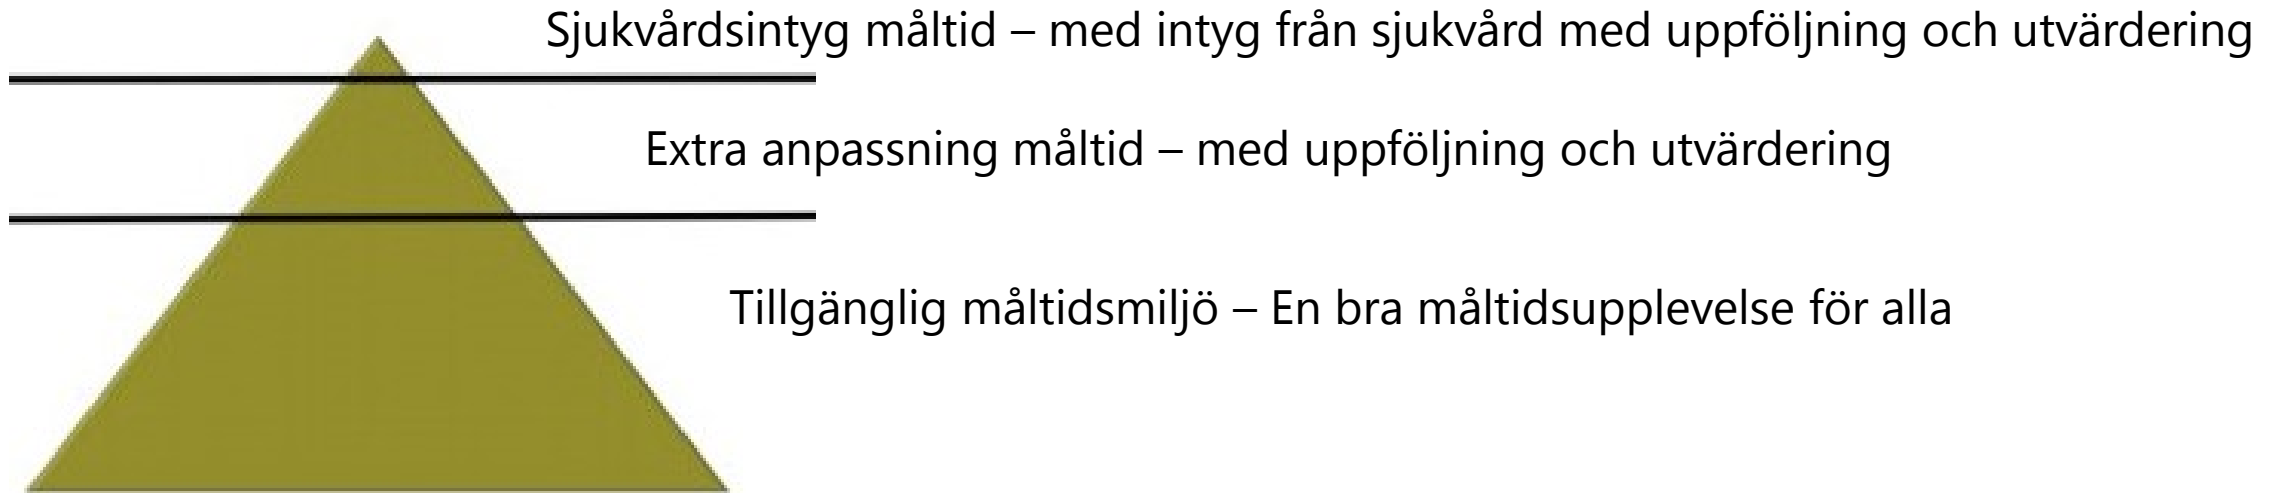 Sjukvårdsintyg måltid – med intyg från sjukvård med uppföljning och utvärdering
Extra anpassning måltid – med uppföljning och utvärdering
Tillgänglig måltidsmiljö – En bra måltidsupplevelse för alla